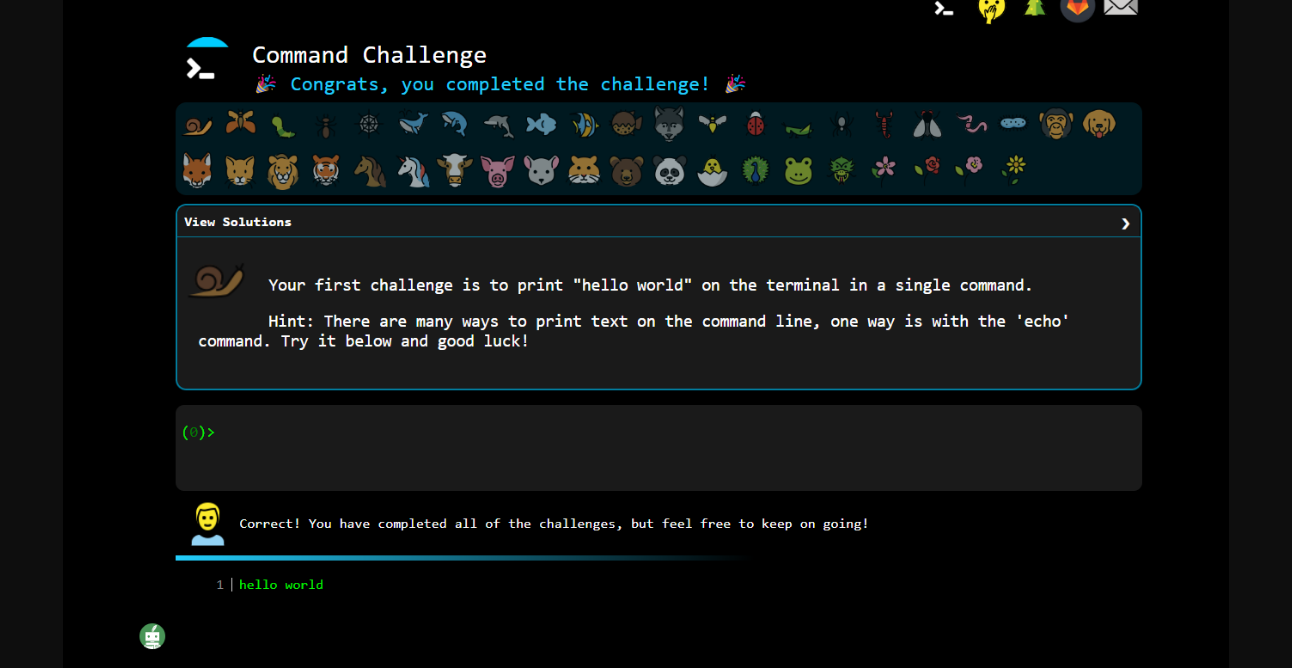 Command Challenge
🎉 Congrats, you completed the challenge! 🎉
View Solutions ❯
Your first challenge is to print "hello world" on the terminal in a single command.
Hint: There are many ways to print text on the command line, one way is with the 'echo'
command. Try it below and good luck!
(0)>
Correct! You have completed all of the challenges, but feel free to keep on going!
1 | hello world